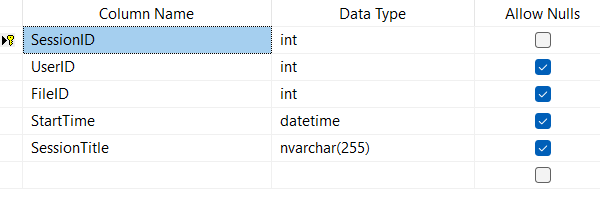 Column Name Data Type Allow Nulls
SessionID int
UserID int
FileID int
StartTime datetime
SessionTitle nvarchar(255)